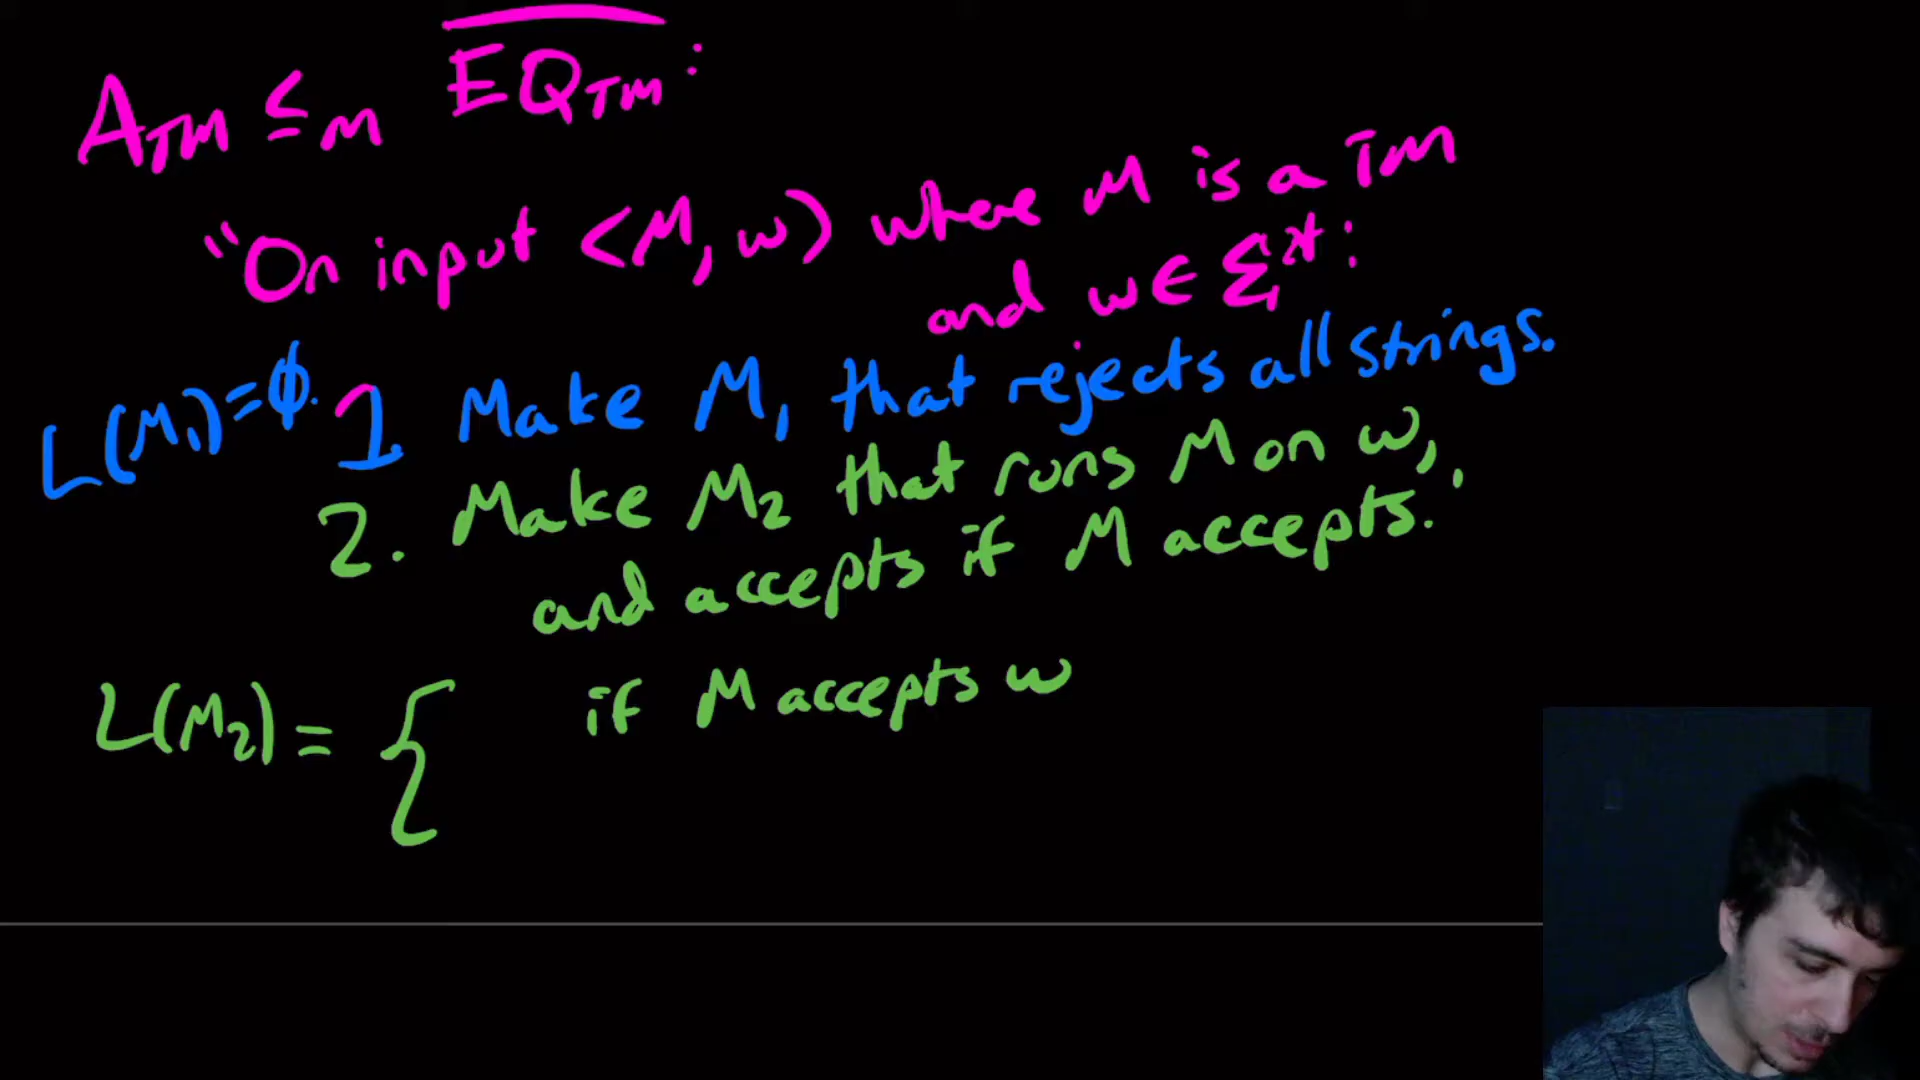 A_TM ≤_m \overline{EQ_TM}:
"On input <M, w> where M is a TM
and w ∈ Σ*:
L(M₁) = ∅. 1 Make M₁ that rejects all strings.
2. Make M₂ that runs M on w,
and accepts if M accepts.
L(M₂) = { if M accepts w